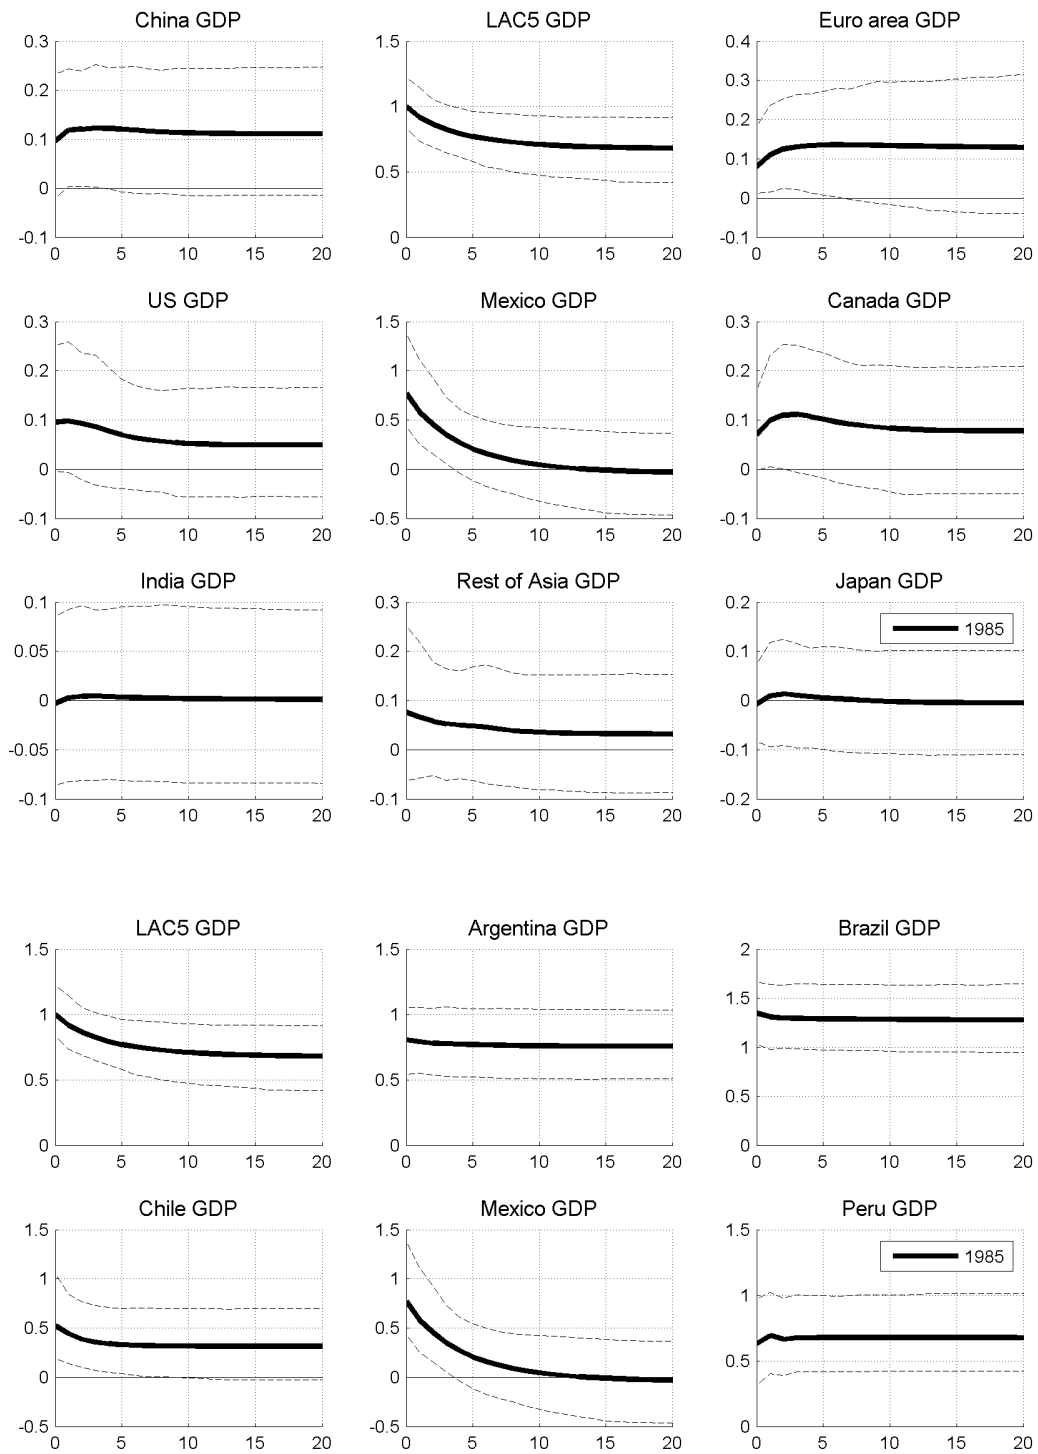 China GDP LAC5 GDP Euro area GDP
0.3 1.5 0.4
0.2 1 0.3
0.1 0.5 0.2
0 0 0.1
-0.1 0
-0.1
0 5 10 15 20 0 5 10 15 20 0 5 10 15 20
US GDP Mexico GDP Canada GDP
0.3 1.5 0.3
0.2 1 0.2
0.1 0.5 0.1
0 0 0
-0.1 -0.5 -0.1
0 5 10 15 20 0 5 10 15 20 0 5 10 15 20
India GDP Rest of Asia GDP Japan GDP
0.1 0.3 0.2
1985
0.05 0.2 0.1
0 0.1 0
-0.05 0 -0.1
-0.1 -0.1 -0.2
0 5 10 15 20 0 5 10 15 20 0 5 10 15 20
LAC5 GDP Argentina GDP Brazil GDP
1.5 1.5 2
1 1 1.5
0.5 0.5 1
0 0 0.5
0
0 5 10 15 20 0 5 10 15 20 0 5 10 15 20
Chile GDP Mexico GDP Peru GDP
1.5 1.5 1.5
1985
1 1 1
0.5 0.5 0.5
0 0 0
-0.5 -0.5
0 5 10 15 20 0 5 10 15 20 0 5 10 15 20